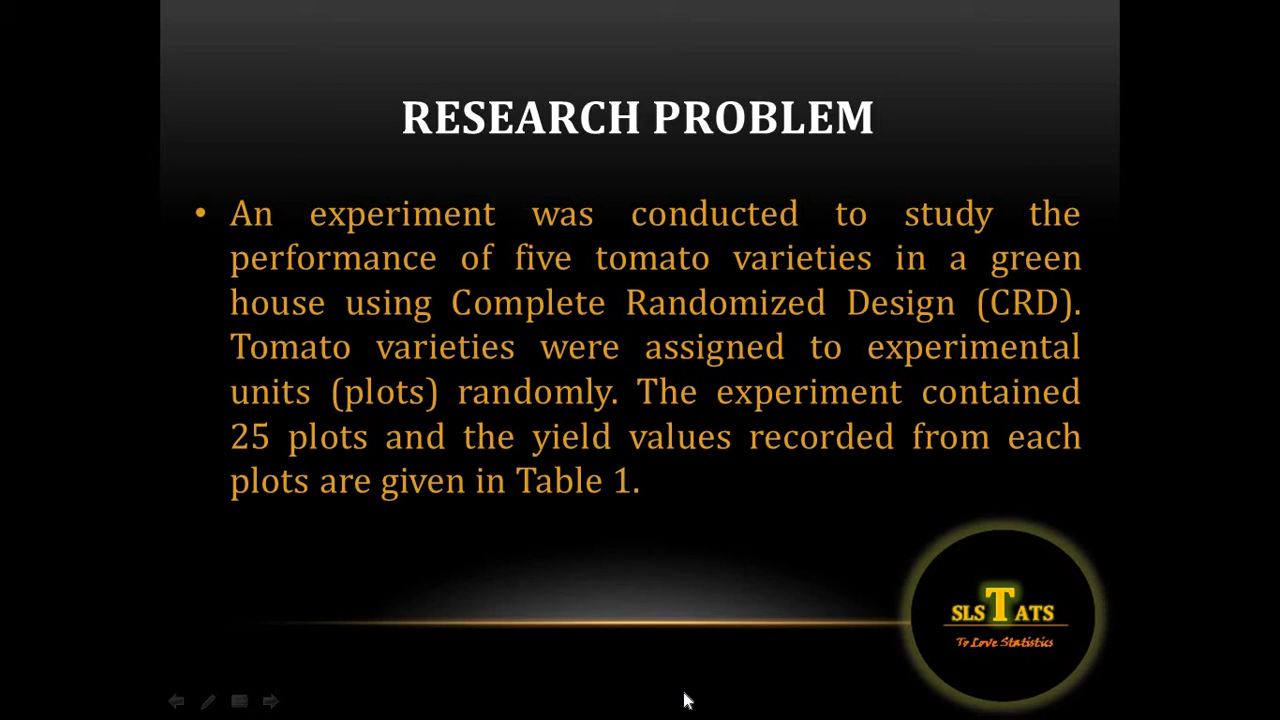 RESEARCH PROBLEM
• An experiment was conducted to study the
performance of five tomato varieties in a green
house using Complete Randomized Design (CRD).
Tomato varieties were assigned to experimental
units (plots) randomly. The experiment contained
25 plots and the yield values recorded from each
plots are given in Table 1.
SLSTATS
To Love Statistics